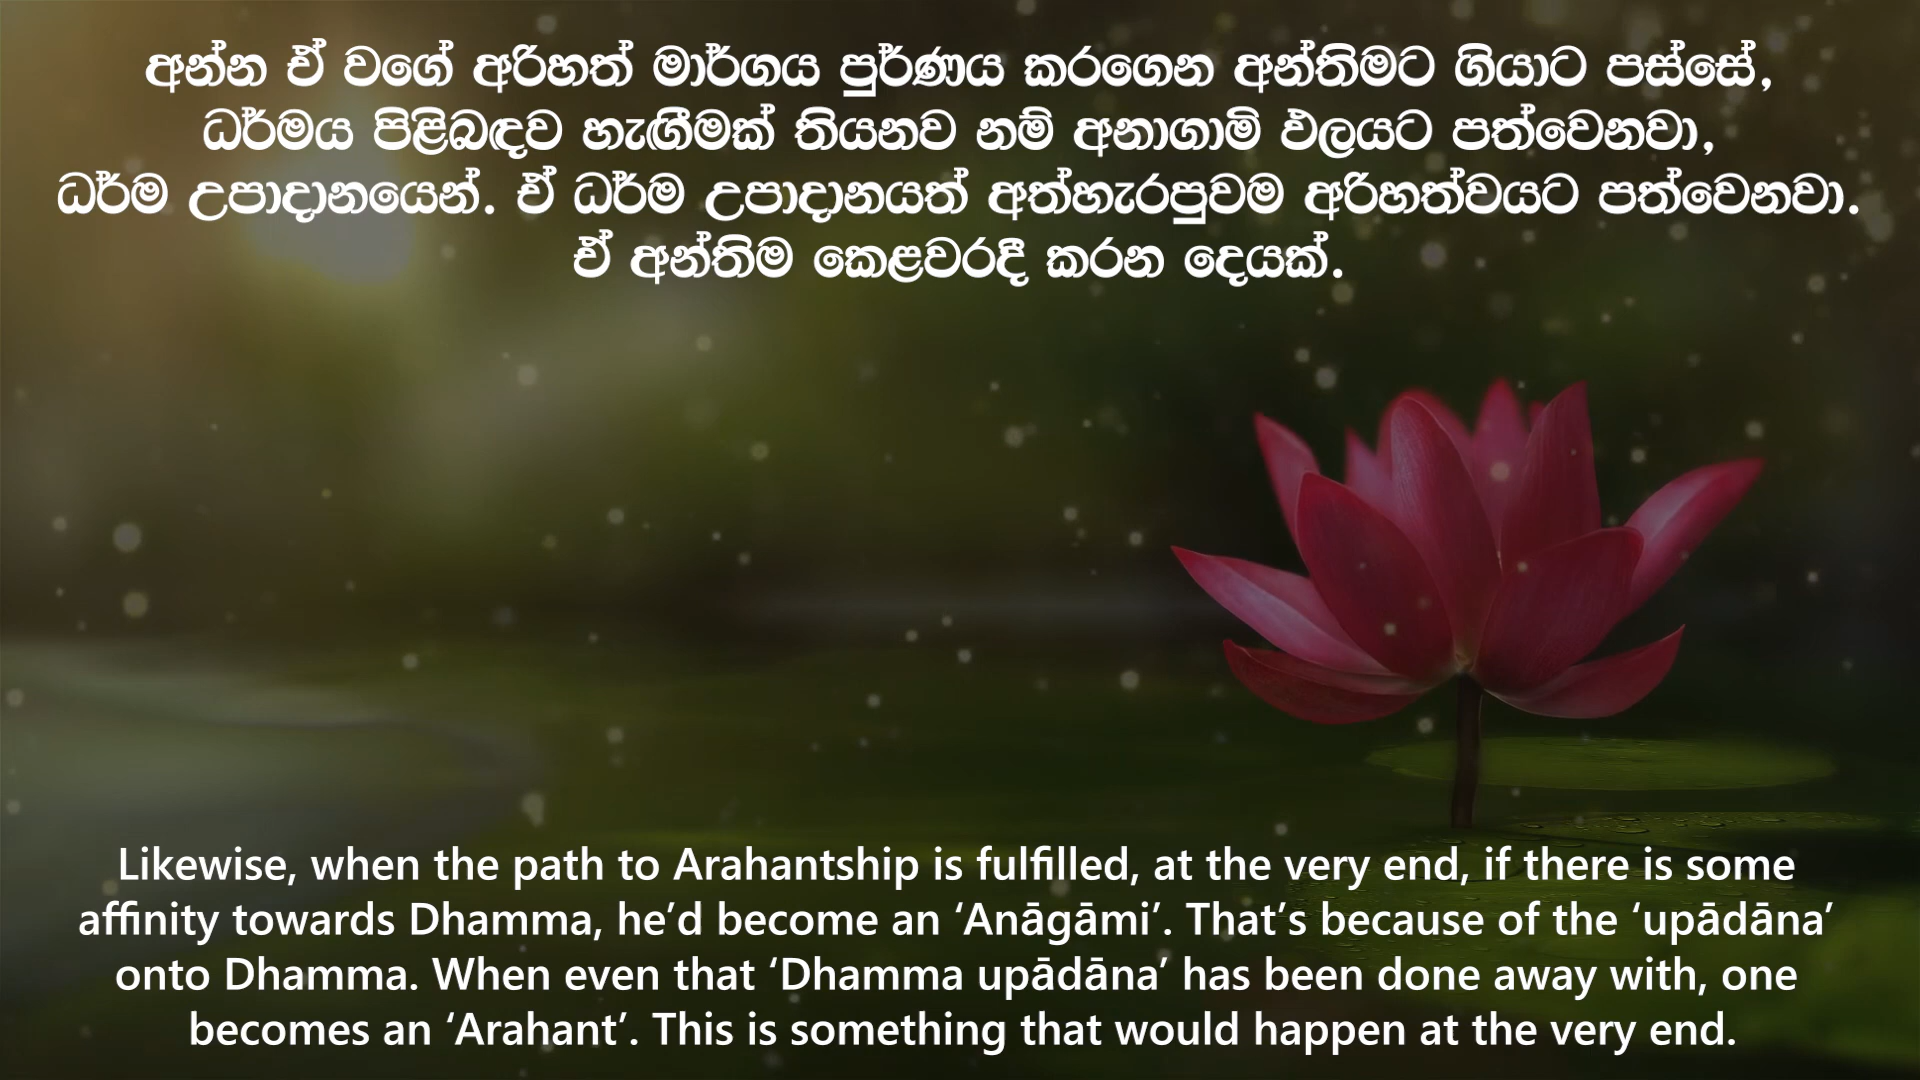 අන්න ඒ වගේ අරිහත් මාර්ගය පුර්ණය කරගෙන අන්තිමට ගියාට පස්සේ,
ධර්මය පිළිබඳව හැඟීමක් තියනව නම් අනාගාමි ඵලයට පත්වෙනවා,
ධර්ම උපාදානයෙන්. ඒ ධර්ම උපාදානයත් අත්හැරපුවම අරිහත්වයට පත්වෙනවා.
ඒ අන්තිම කෙළවරදී කරන දෙයක්.
Likewise, when the path to Arahantship is fulfilled, at the very end, if there is some
affinity towards Dhamma, he’d become an ‘Anāgāmi’. That’s because of the ‘upādāna’
onto Dhamma. When even that ‘Dhamma upādāna’ has been done away with, one
becomes an ‘Arahant’. This is something that would happen at the very end.